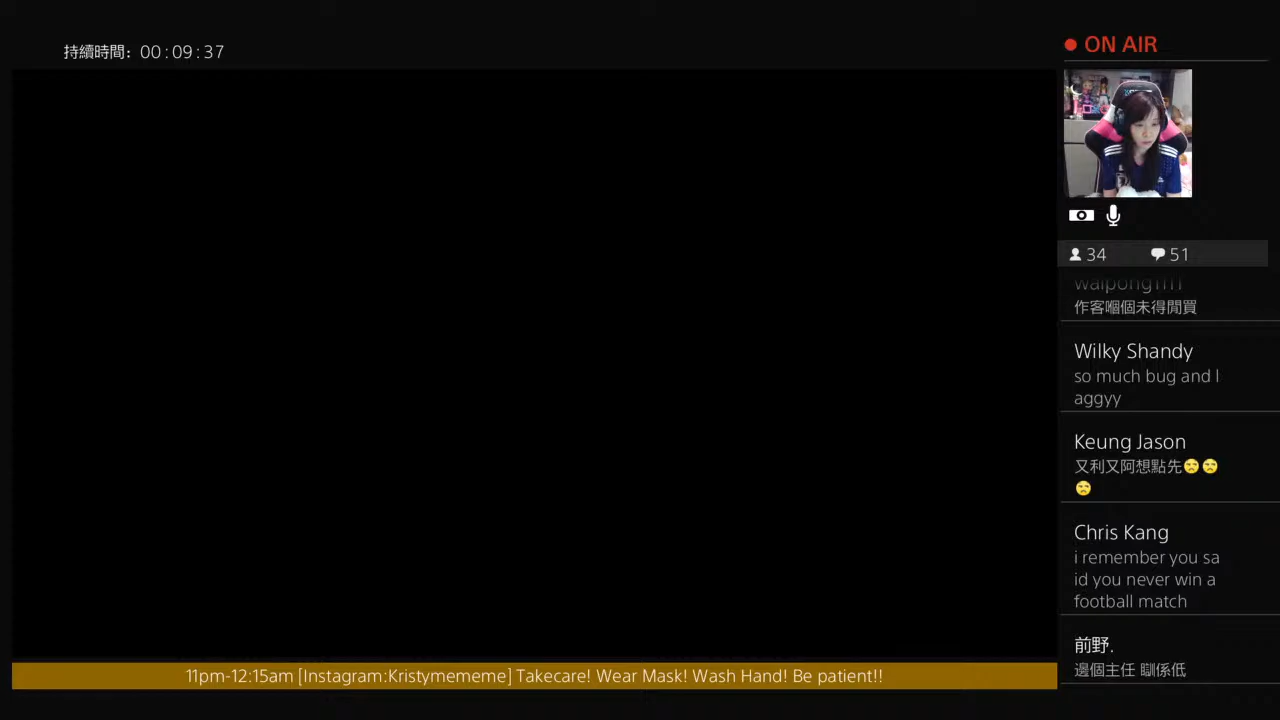 持續時間: 00:09:37
ON AIR
34 51
waipong1111
作客嗰個未得閒買
Wilky Shandy
so much bug and l
aggyy
Keung Jason
又利又阿想點先😒😒
😒
Chris Kang
i remember you sa
id you never win a
football match
前野.
邊個主任 瞓係低
11pm-12:15am [Instagram:Kristymememe] Takecare! Wear Mask! Wash Hand! Be patient!!